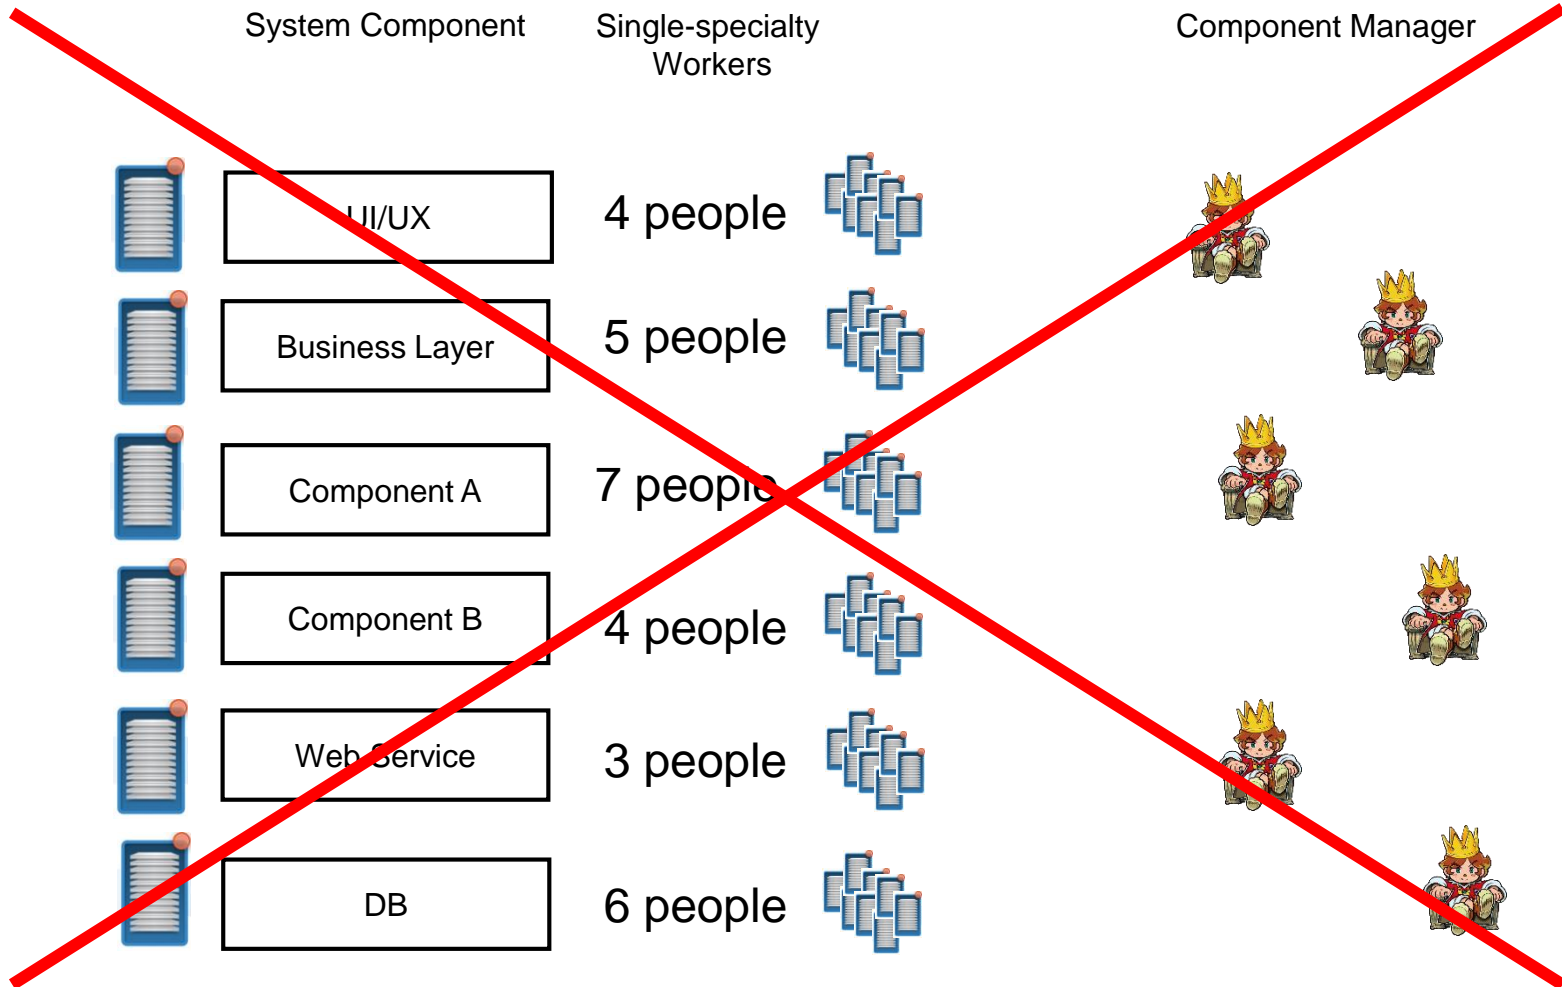 System Component
Single-specialty
Workers
Component Manager
UI/UX
4 people
Business Layer
5 people
Component A
7 people
Component B
4 people
Web Service
3 people
DB
6 people